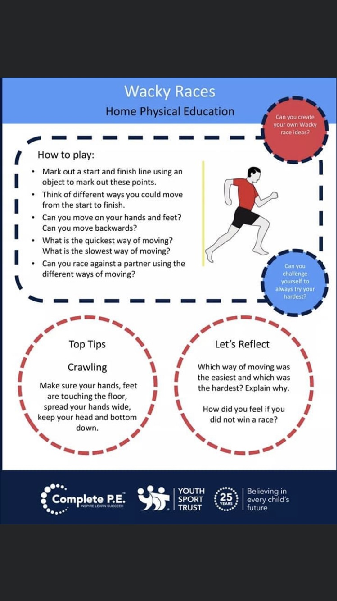 Wacky Races
Home Physical Education
Can you create
your own Wacky
race ideas?
How to play:
• Mark out a start and finish line using an
object to mark out these points.
• Think of different ways you could move
from the start to finish.
• Can you move on your hands and feet?
Can you move backwards?
• What is the quickest way of moving?
What is the slowest way of moving?
• Can you race against a partner using the
different ways of moving?
Can you
challenge
yourself to
always try your
hardest?
Top Tips
Crawling
Make sure your hands, feet
are touching the floor,
spread your hands wide,
keep your head and bottom
down.
Let's Reflect
Which way of moving was
the easiest and which was
the hardest? Explain why.
How did you feel if you
did not win a race?
Complete P.E.
YOUTH
SPORT
TRUST
25
YEARS
Believing in
every child's
future